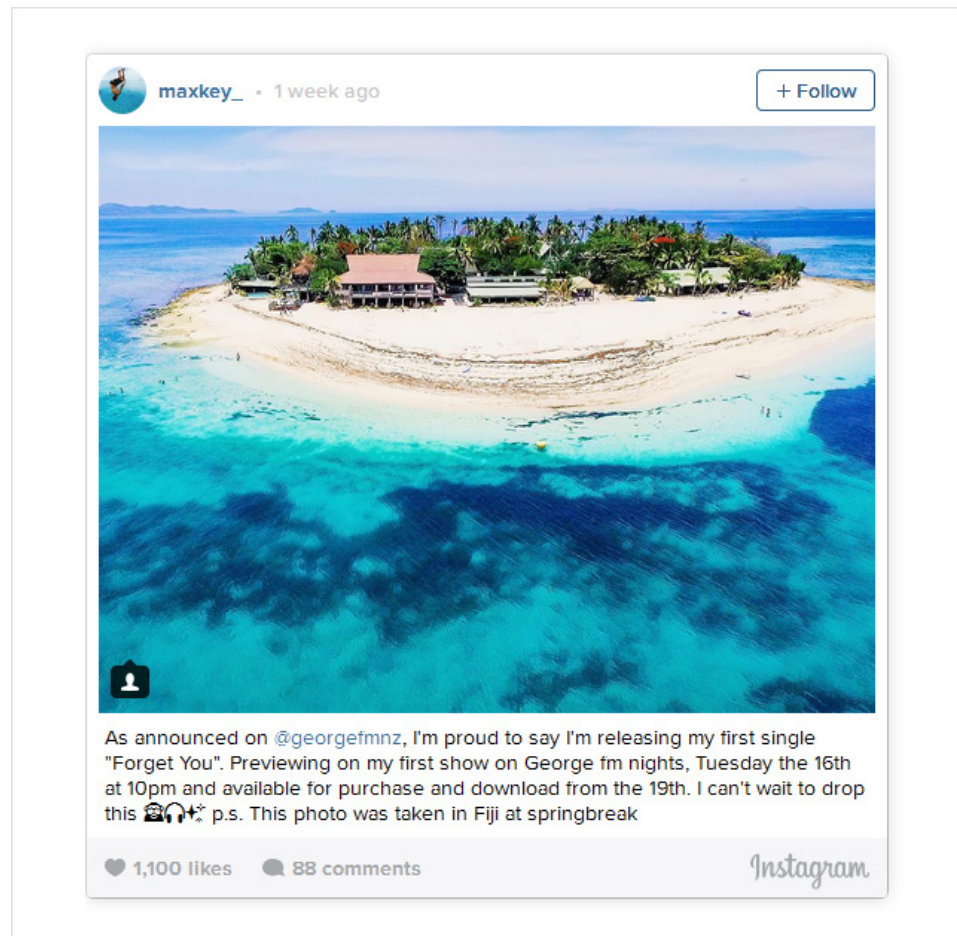 maxkey_ • 1 week ago
+ Follow
As announced on @georgefmnz, I'm proud to say I'm releasing my first single
"Forget You". Previewing on my first show on George fm nights, Tuesday the 16th
at 10pm and available for purchase and download from the 19th. I can't wait to drop
this p.s. This photo was taken in Fiji at springbreak
1,100 likes 88 comments
Instagram